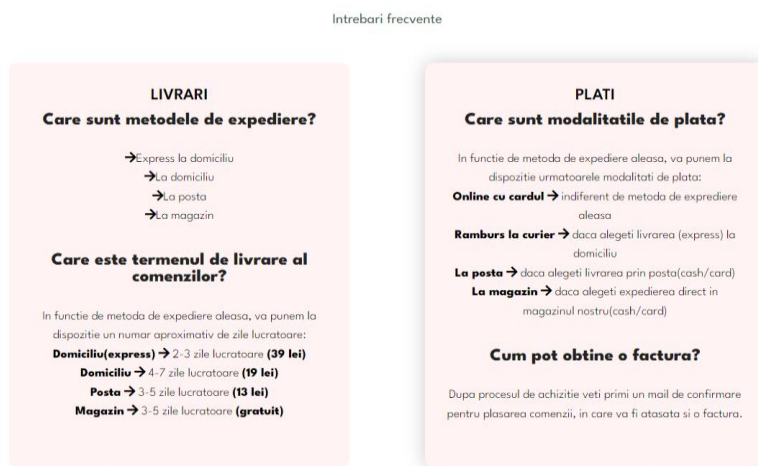 Intrebari frecvente
LIVRARI
Care sunt metodele de expediere?
→Express la domiciliu
→La domiciliu
→La posta
→La magazin
Care este termenul de livrare al
comenzilor?
In functie de metoda de expediere aleasa, va punem la
dispozitie un numar aproximativ de zile lucratoare:
Domiciliu(express) → 2-3 zile lucratoare (39 lei)
Domiciliu → 4-7 zile lucratoare (19 lei)
Posta → 3-5 zile lucratoare (13 lei)
Magazin → 3-5 zile lucratoare (gratuit)
PLATI
Care sunt modalitatile de plata?
In functie de metoda de expediere aleasa, va punem la
dispozitie urmatoarele modalitati de plata:
Online cu cardul → indiferent de metoda de exprediere
aleasa
Ramburs la curier → daca alegeti livrarea (express) la
domiciliu
La posta → daca alegeti livrarea prin posta(cash/card)
La magazin → daca alegeti expedierea direct in
magazinul nostru(cash/card)
Cum pot obtine o factura?
Dupa procesul de achizitie veti primi un mail de confirmare
pentru plasarea comenzii, in care va fi atasata si o factura.